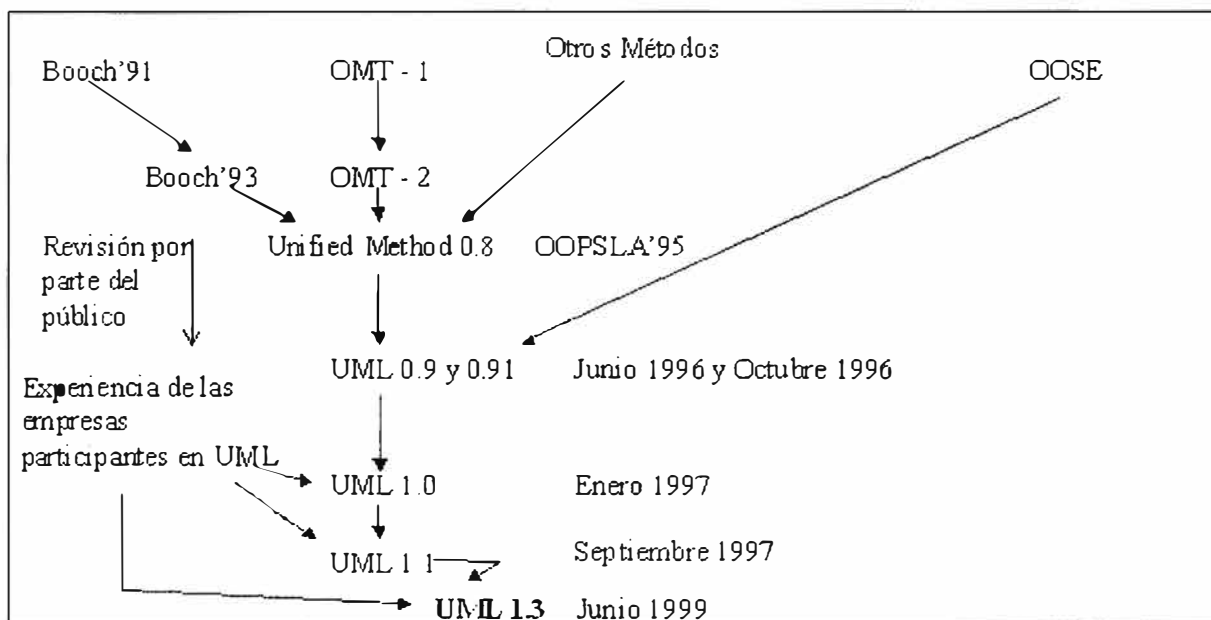 Booch'91
OMT - 1
Otros Métodos
OOSE
Booch'93
OMT - 2
Revisión por
parte del
público
Unified Method 0.8
OOPSLA'95
UML 0.9 y 0.91
Junio 1996 y Octubre 1996
Experiencia de las
empresas
participantes en UML
UML 1.0
Enero 1997
UML 1 1
Septiembre 1997
UML 1.3
Junio 1999